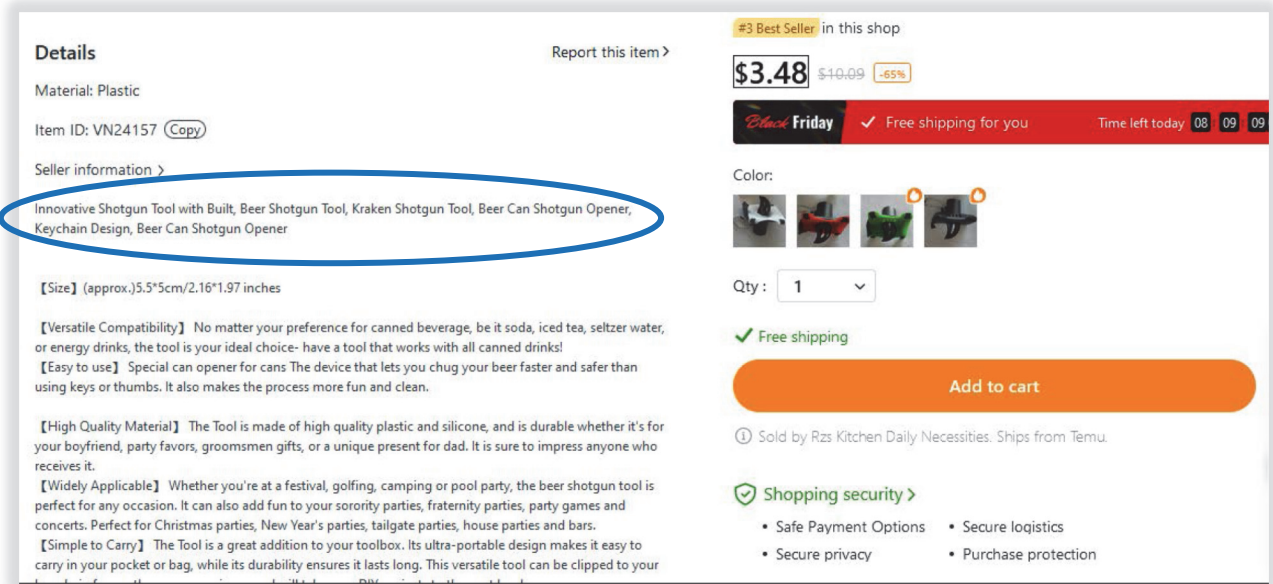 Details
Report this item >
Material: Plastic
Item ID: VN24157 Copy
Seller information >
Innovative Shotgun Tool with Built, Beer Shotgun Tool, Kraken Shotgun Tool, Beer Can Shotgun Opener,
Keychain Design, Beer Can Shotgun Opener
【Size】(approx.)5.5*5cm/2.16*1.97 inches
【Versatile Compatibility】 No matter your preference for canned beverage, be it soda, iced tea, seltzer water,
or energy drinks, the tool is your ideal choice- have a tool that works with all canned drinks!
【Easy to use】 Special can opener for cans The device that lets you chug your beer faster and safer than
using keys or thumbs. It also makes the process more fun and clean.
【High Quality Material】 The Tool is made of high quality plastic and silicone, and is durable whether it's for
your boyfriend, party favors, groomsmen gifts, or a unique present for dad. It is sure to impress anyone who
receives it.
【Widely Applicable】 Whether you're at a festival, golfing, camping or pool party, the beer shotgun tool is
perfect for any occasion. It can also add fun to your sorority parties, fraternity parties, party games and
concerts. Perfect for Christmas parties, New Year's parties, tailgate parties, house parties and bars.
【Simple to Carry】 The Tool is a great addition to your toolbox. Its ultra-portable design makes it easy to
carry in your pocket or bag, while its durability ensures it lasts long. This versatile tool can be clipped to your
#3 Best Seller in this shop
$3.48 $10.09 -65%
Black Friday ✓ Free shipping for you Time left today 08 09 09
Color:
Qty : 1
✓ Free shipping
Add to cart
Sold by Rzs Kitchen Daily Necessities. Ships from Temu.
Shopping security >
• Safe Payment Options • Secure logistics
• Secure privacy • Purchase protection